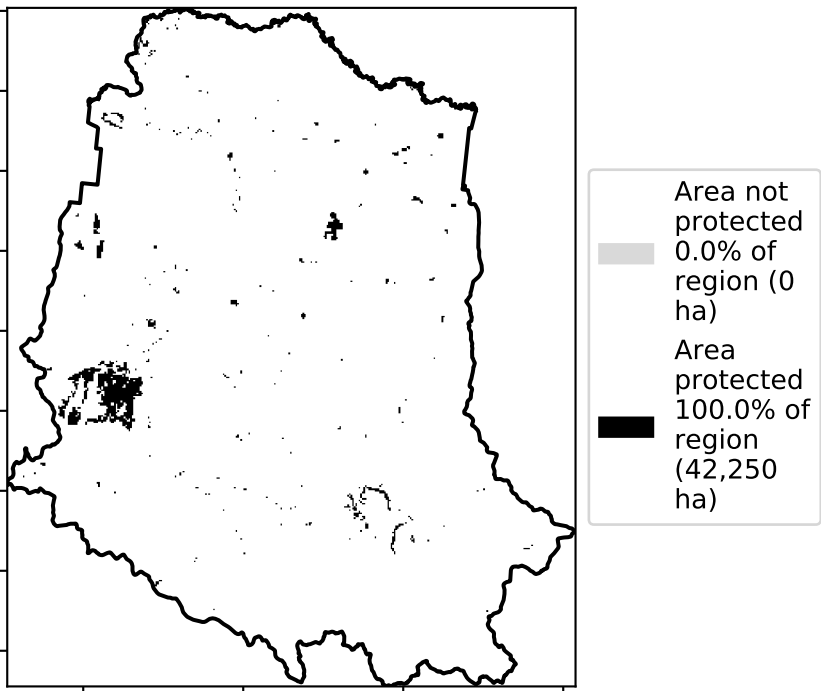 Area not
protected
0.0% of
region (0
ha)
Area
protected
100.0% of
region
(42,250
ha)